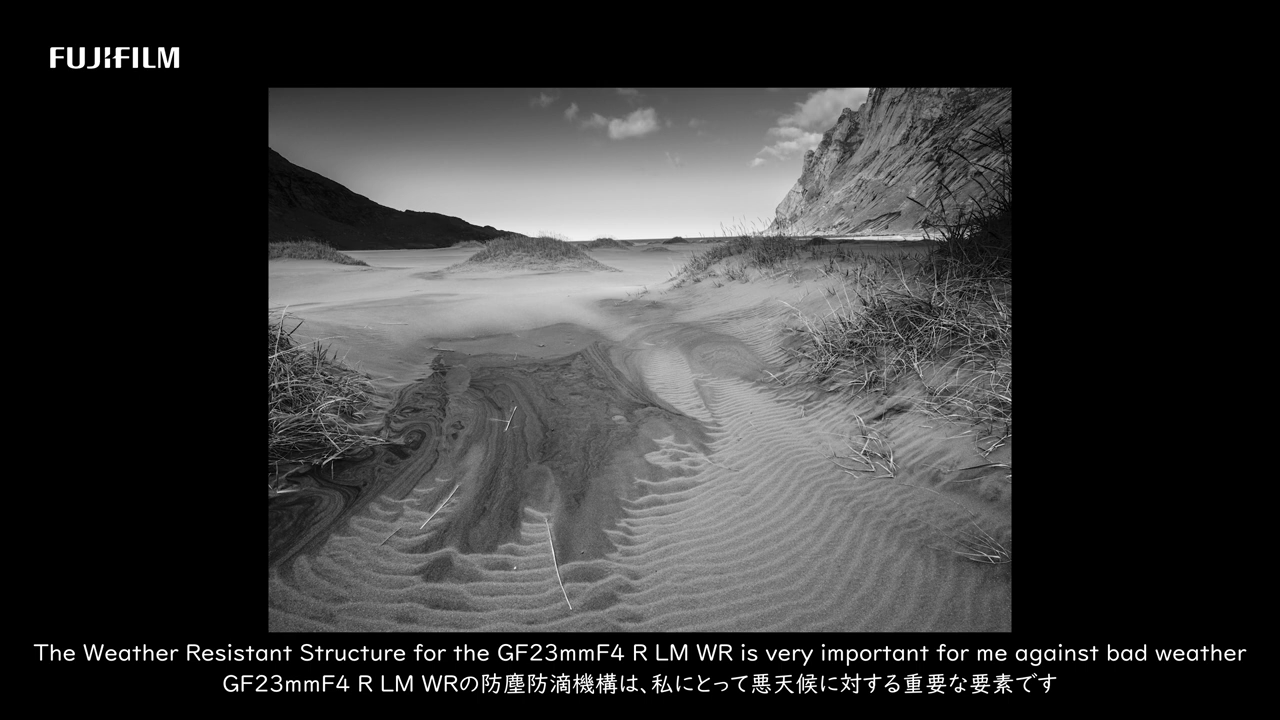 FUJIFILM
The Weather Resistant Structure for the GF23mmF4 R LM WR is very important for me against bad weather
GF23mmF4 R LM WRの防塵防滴機構は、私にとって悪天候に対する重要な要素です